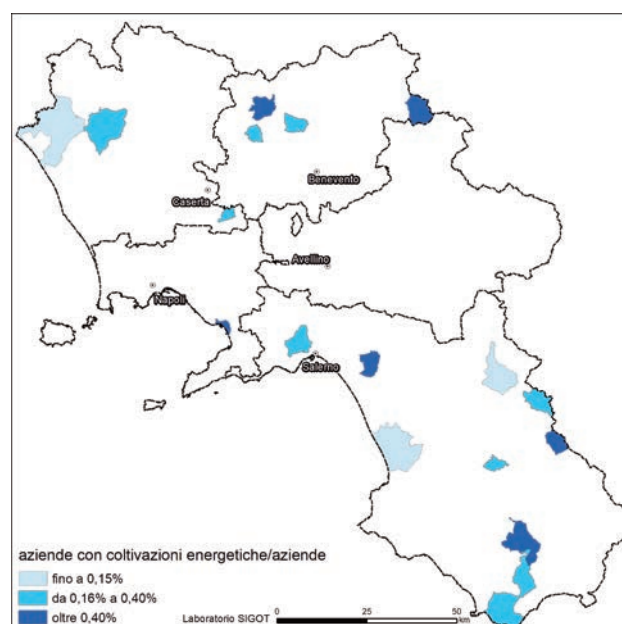 Benevento
Caserta
Avellino
Napoli
Salerno
aziende con coltivazioni energetiche/aziende
fino a 0,15%
da 0,16% a 0,40%
oltre 0,40%
Laboratorio SIGOT
0 25 50
km